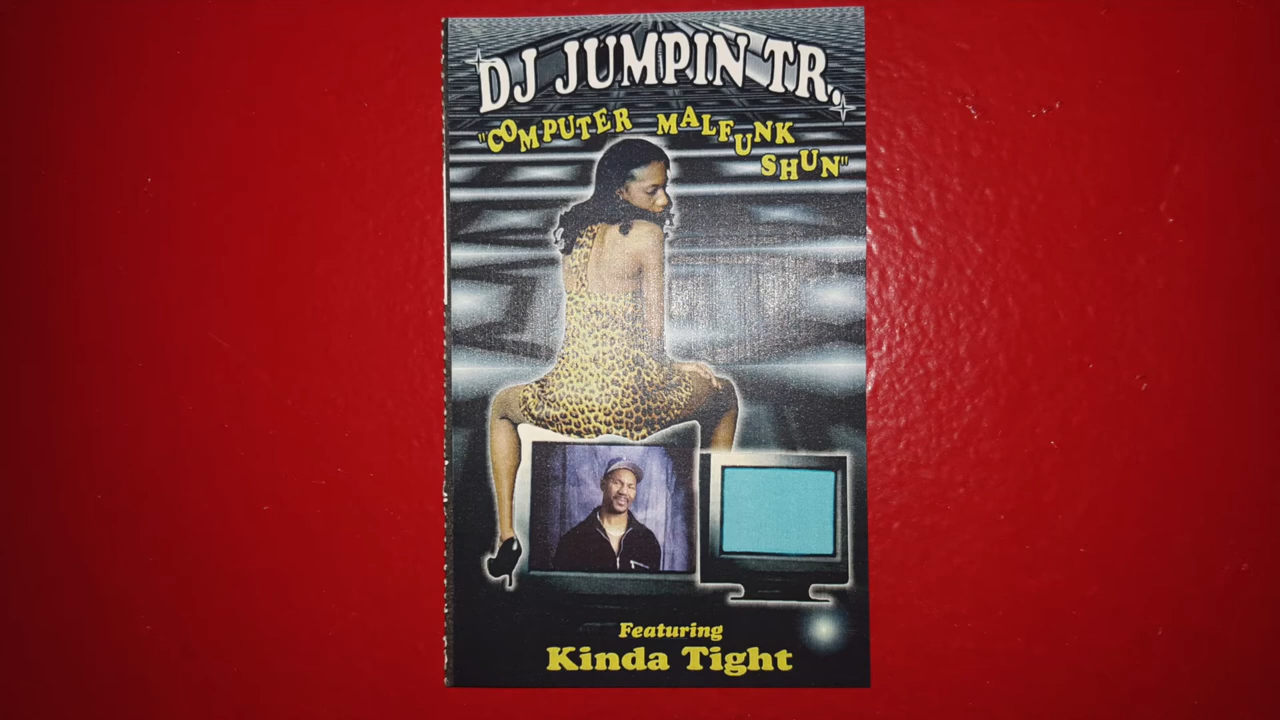 DJ JUMPIN TR.
"COMPUTER MALFUNK
SHUN"
Featuring
Kinda Tight